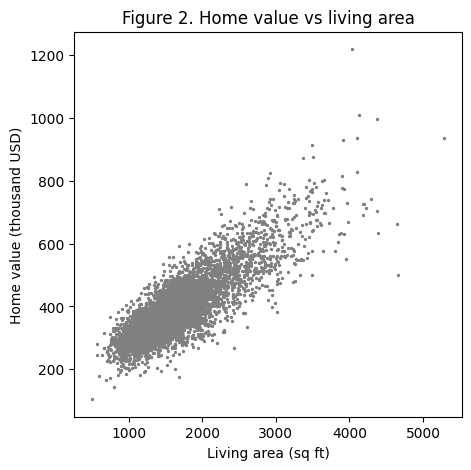 Figure 2. Home value vs living area
1200
1000
800
600
400
200
Home value (thousand USD)
1000 2000 3000 4000 5000
Living area (sq ft)